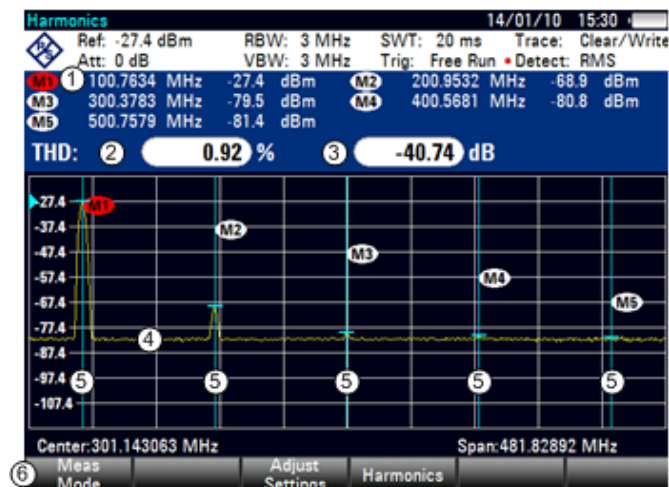 Harmonics 14/01/10 15:30
Ref: -27.4 dBm RBW: 3 MHz SWT: 20 ms Trace: Clear/Write
Att: 0 dB VBW: 3 MHz Trig: Free Run • Detect: RMS
M1 1 100.7634 MHz -27.4 dBm M2 200.9532 MHz -68.9 dBm
M3 300.3783 MHz -79.5 dBm M4 400.5681 MHz -80.8 dBm
M5 500.7579 MHz -81.4 dBm
THD: 2 0.92 % 3 -40.74 dB
-27.4 M1
-37.4 M2
-47.4 M3
-57.4 M4
-67.4 M5
-77.4
4
-87.4
-97.4 5 5 5 5 5
-107.4
Center:301.143063 MHz Span:481.82892 MHz
6 Meas Mode Adjust Settings Harmonics